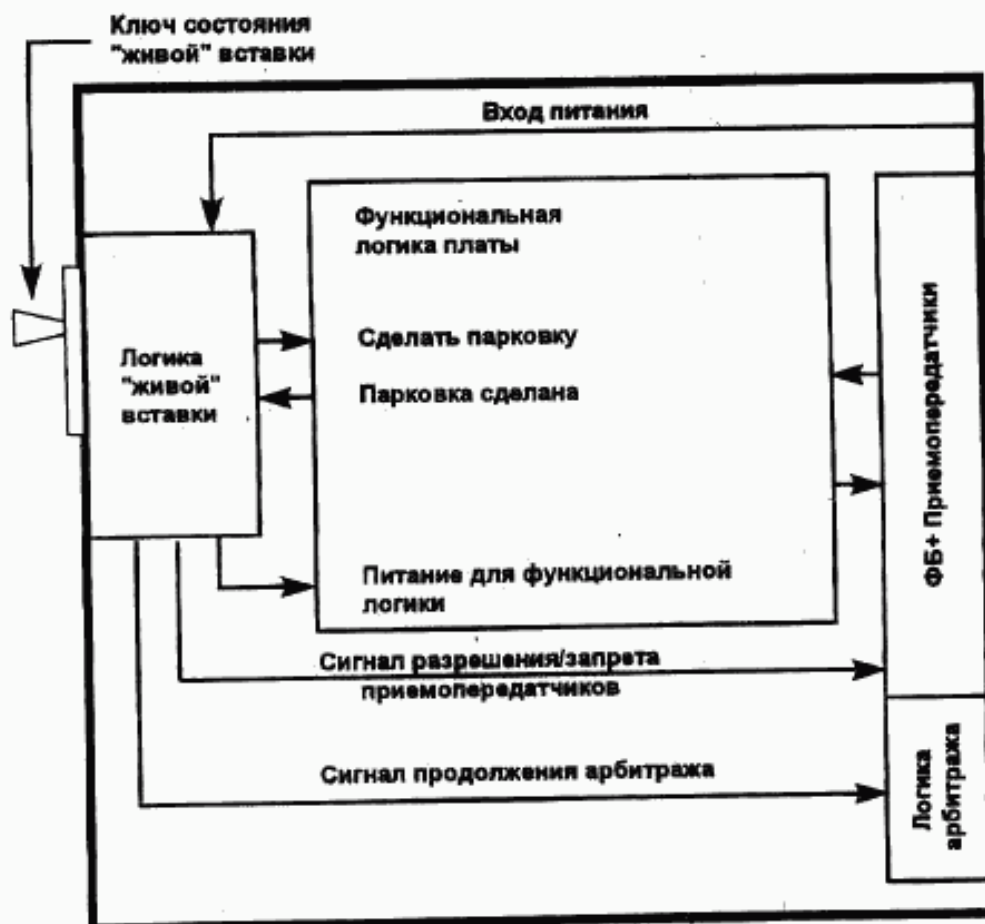 Ключ состояния
"живой" вставки
Вход питания
Функциональная
логика платы
Сделать парковку
Парковка сделана
Логика
"живой"
вставки
ФБ+ Приемопередатчики
Питание для функциональной
логики
Сигнал разрешения/запрета
приемопередатчиков
Сигнал продолжения арбитража
Логика
арбитража